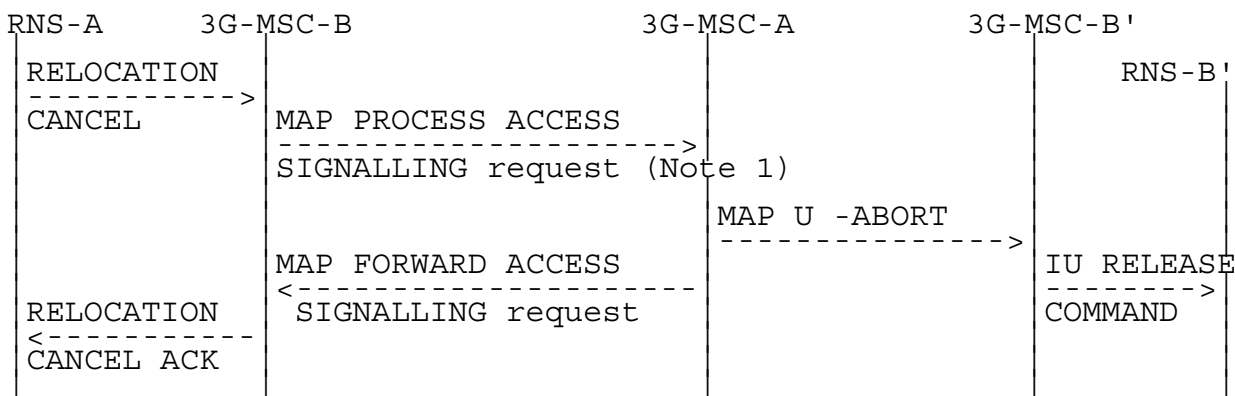 RNS-A 3G-MSC-B 3G-MSC-A 3G-MSC-B'
RELOCATION RNS-B'
CANCEL MAP PROCESS ACCESS
SIGNALLING request (Note 1)
MAP U -ABORT
MAP FORWARD ACCESS IU RELEASE
RELOCATION SIGNALLING request COMMAND
CANCEL ACK